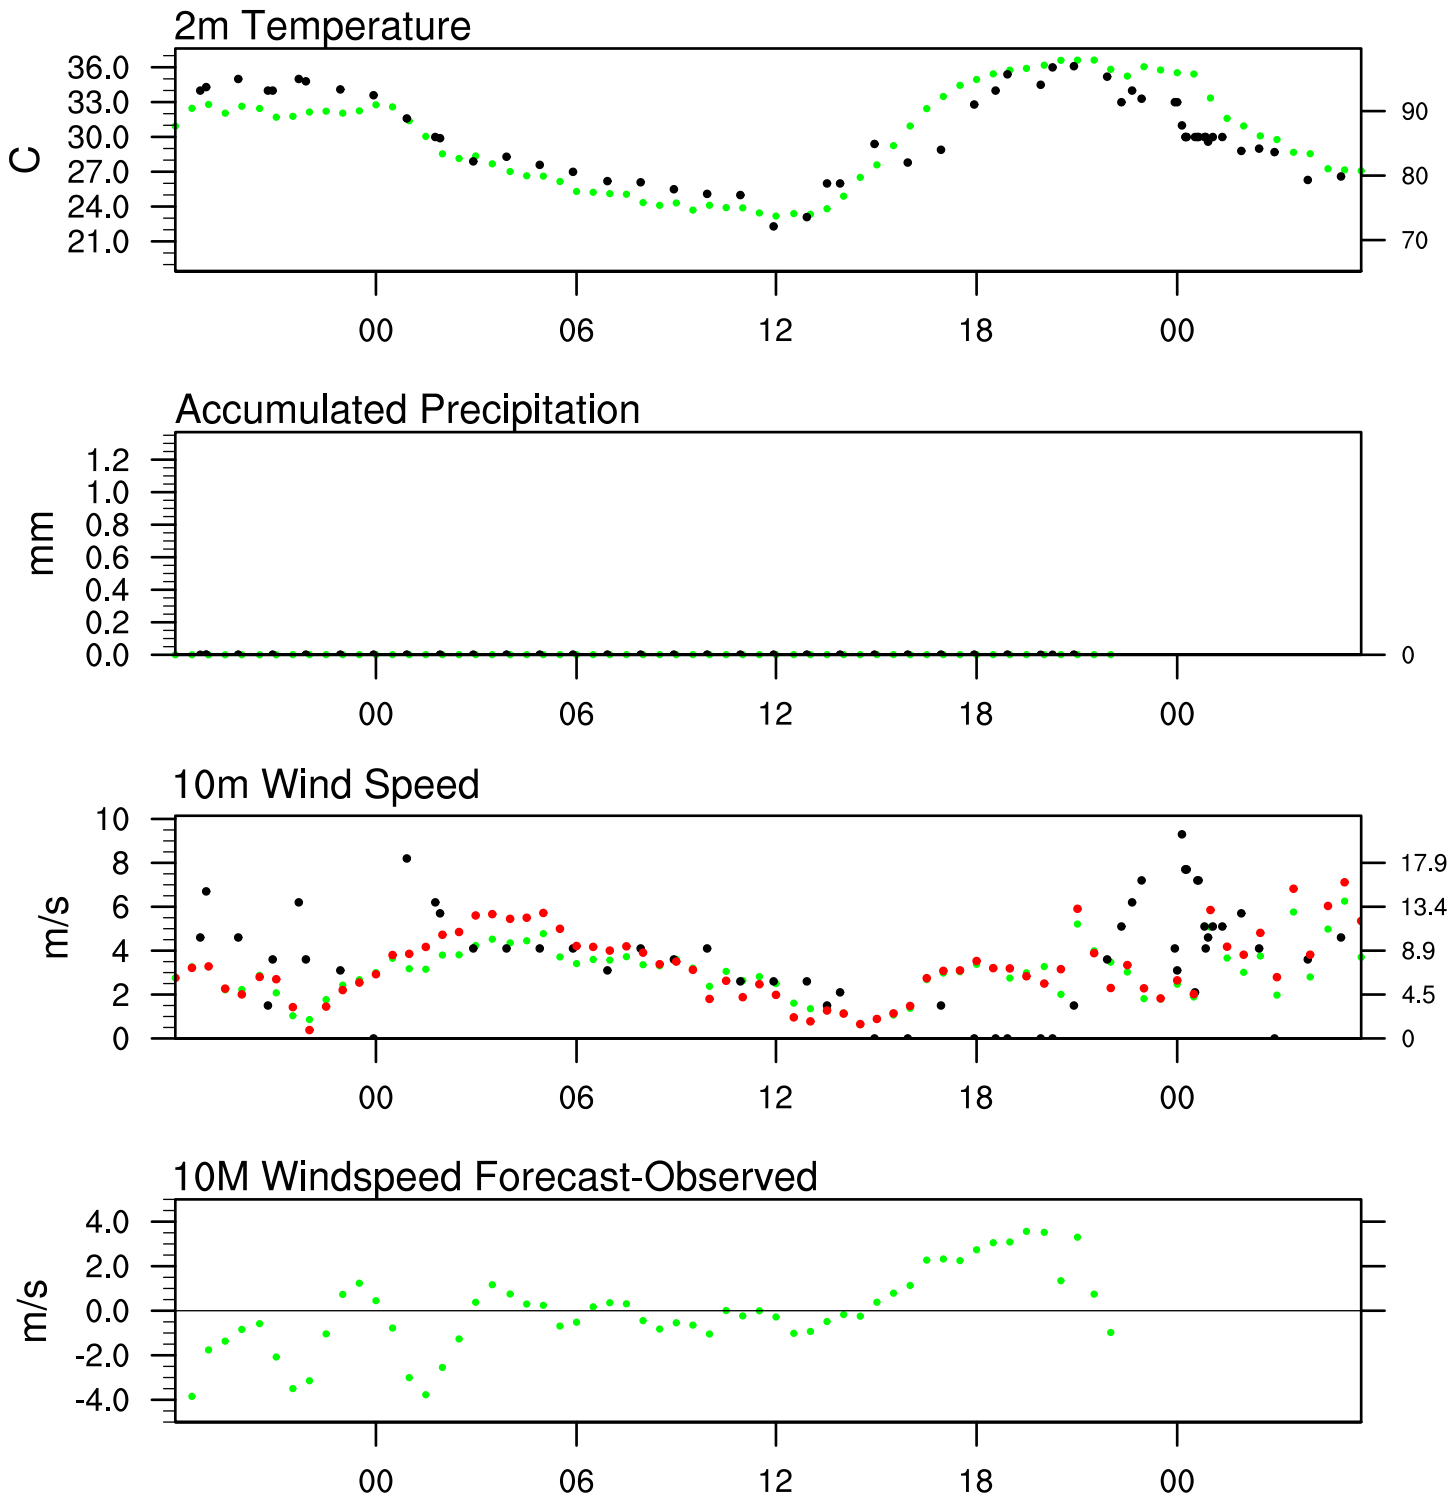 2m Temperature
36.0
33.0
30.0
27.0
24.0
21.0
C
90
80
70
00 06 12 18 00
Accumulated Precipitation
1.2
1.0
0.8
0.6
0.4
0.2
0.0
mm
0
00 06 12 18 00
10m Wind Speed
10
8
6
4
2
0
m/s
17.9
13.4
8.9
4.5
0
00 06 12 18 00
10M Windspeed Forecast-Observed
4.0
2.0
0.0
-2.0
-4.0
m/s
00 06 12 18 00